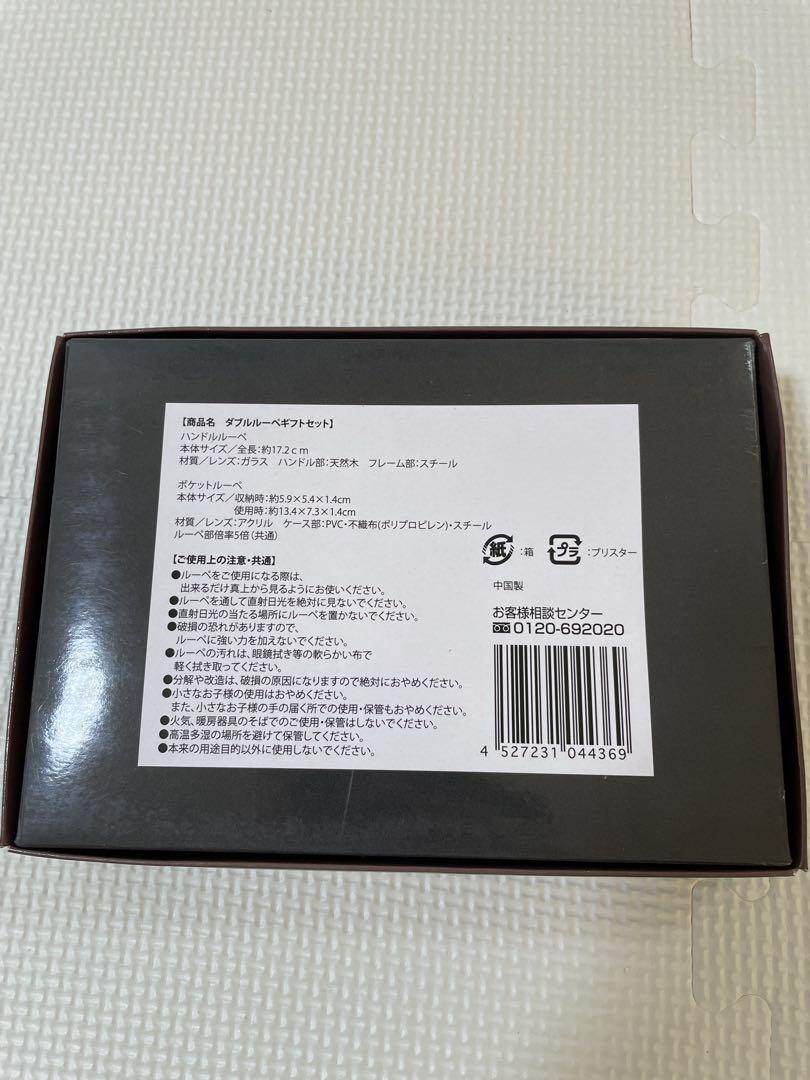 【商品名　ダブルルーペギフトセット】
ハンドルルーペ
本体サイズ／全長：約17.2ｃｍ
材質／レンズ：ガラス　ハンドル部：天然木　フレーム部：スチール
ポケットルーペ
本体サイズ／収納時：約5.9×5.4×1.4cm
使用時：約13.4×7.3×1.4cm
材質／レンズ：アクリル　ケース部：PVC・不織布(ポリプロピレン)・スチール
ルーペ部倍率5倍（共通）
紙：箱　プラ：ブリスター
【ご使用上の注意・共通】
●ルーペをご使用になる際は、
出来るだけ真上から見るようにお使いください。
●ルーペを通して直射日光を絶対に見ないでください。
●直射日光の当たる場所にルーペを置かないでください。
●破損の恐れがありますので、
ルーペに強い力を加えないでください。
●ルーペの汚れは、眼鏡拭き等の軟らかい布で
軽く拭き取ってください。
●分解や改造は、破損の原因になりますので絶対におやめください。
●小さなお子様の使用はおやめください。
また、小さなお子様の手の届く所での使用・保管もおやめください。
●火気、暖房器具のそばでのご使用・保管はしないでください。
●高温多湿の場所を避けて保管してください。
●本来の用途目的以外に使用しないでください。
中国製
お客様相談センター
0120-692020
4 527231 044369